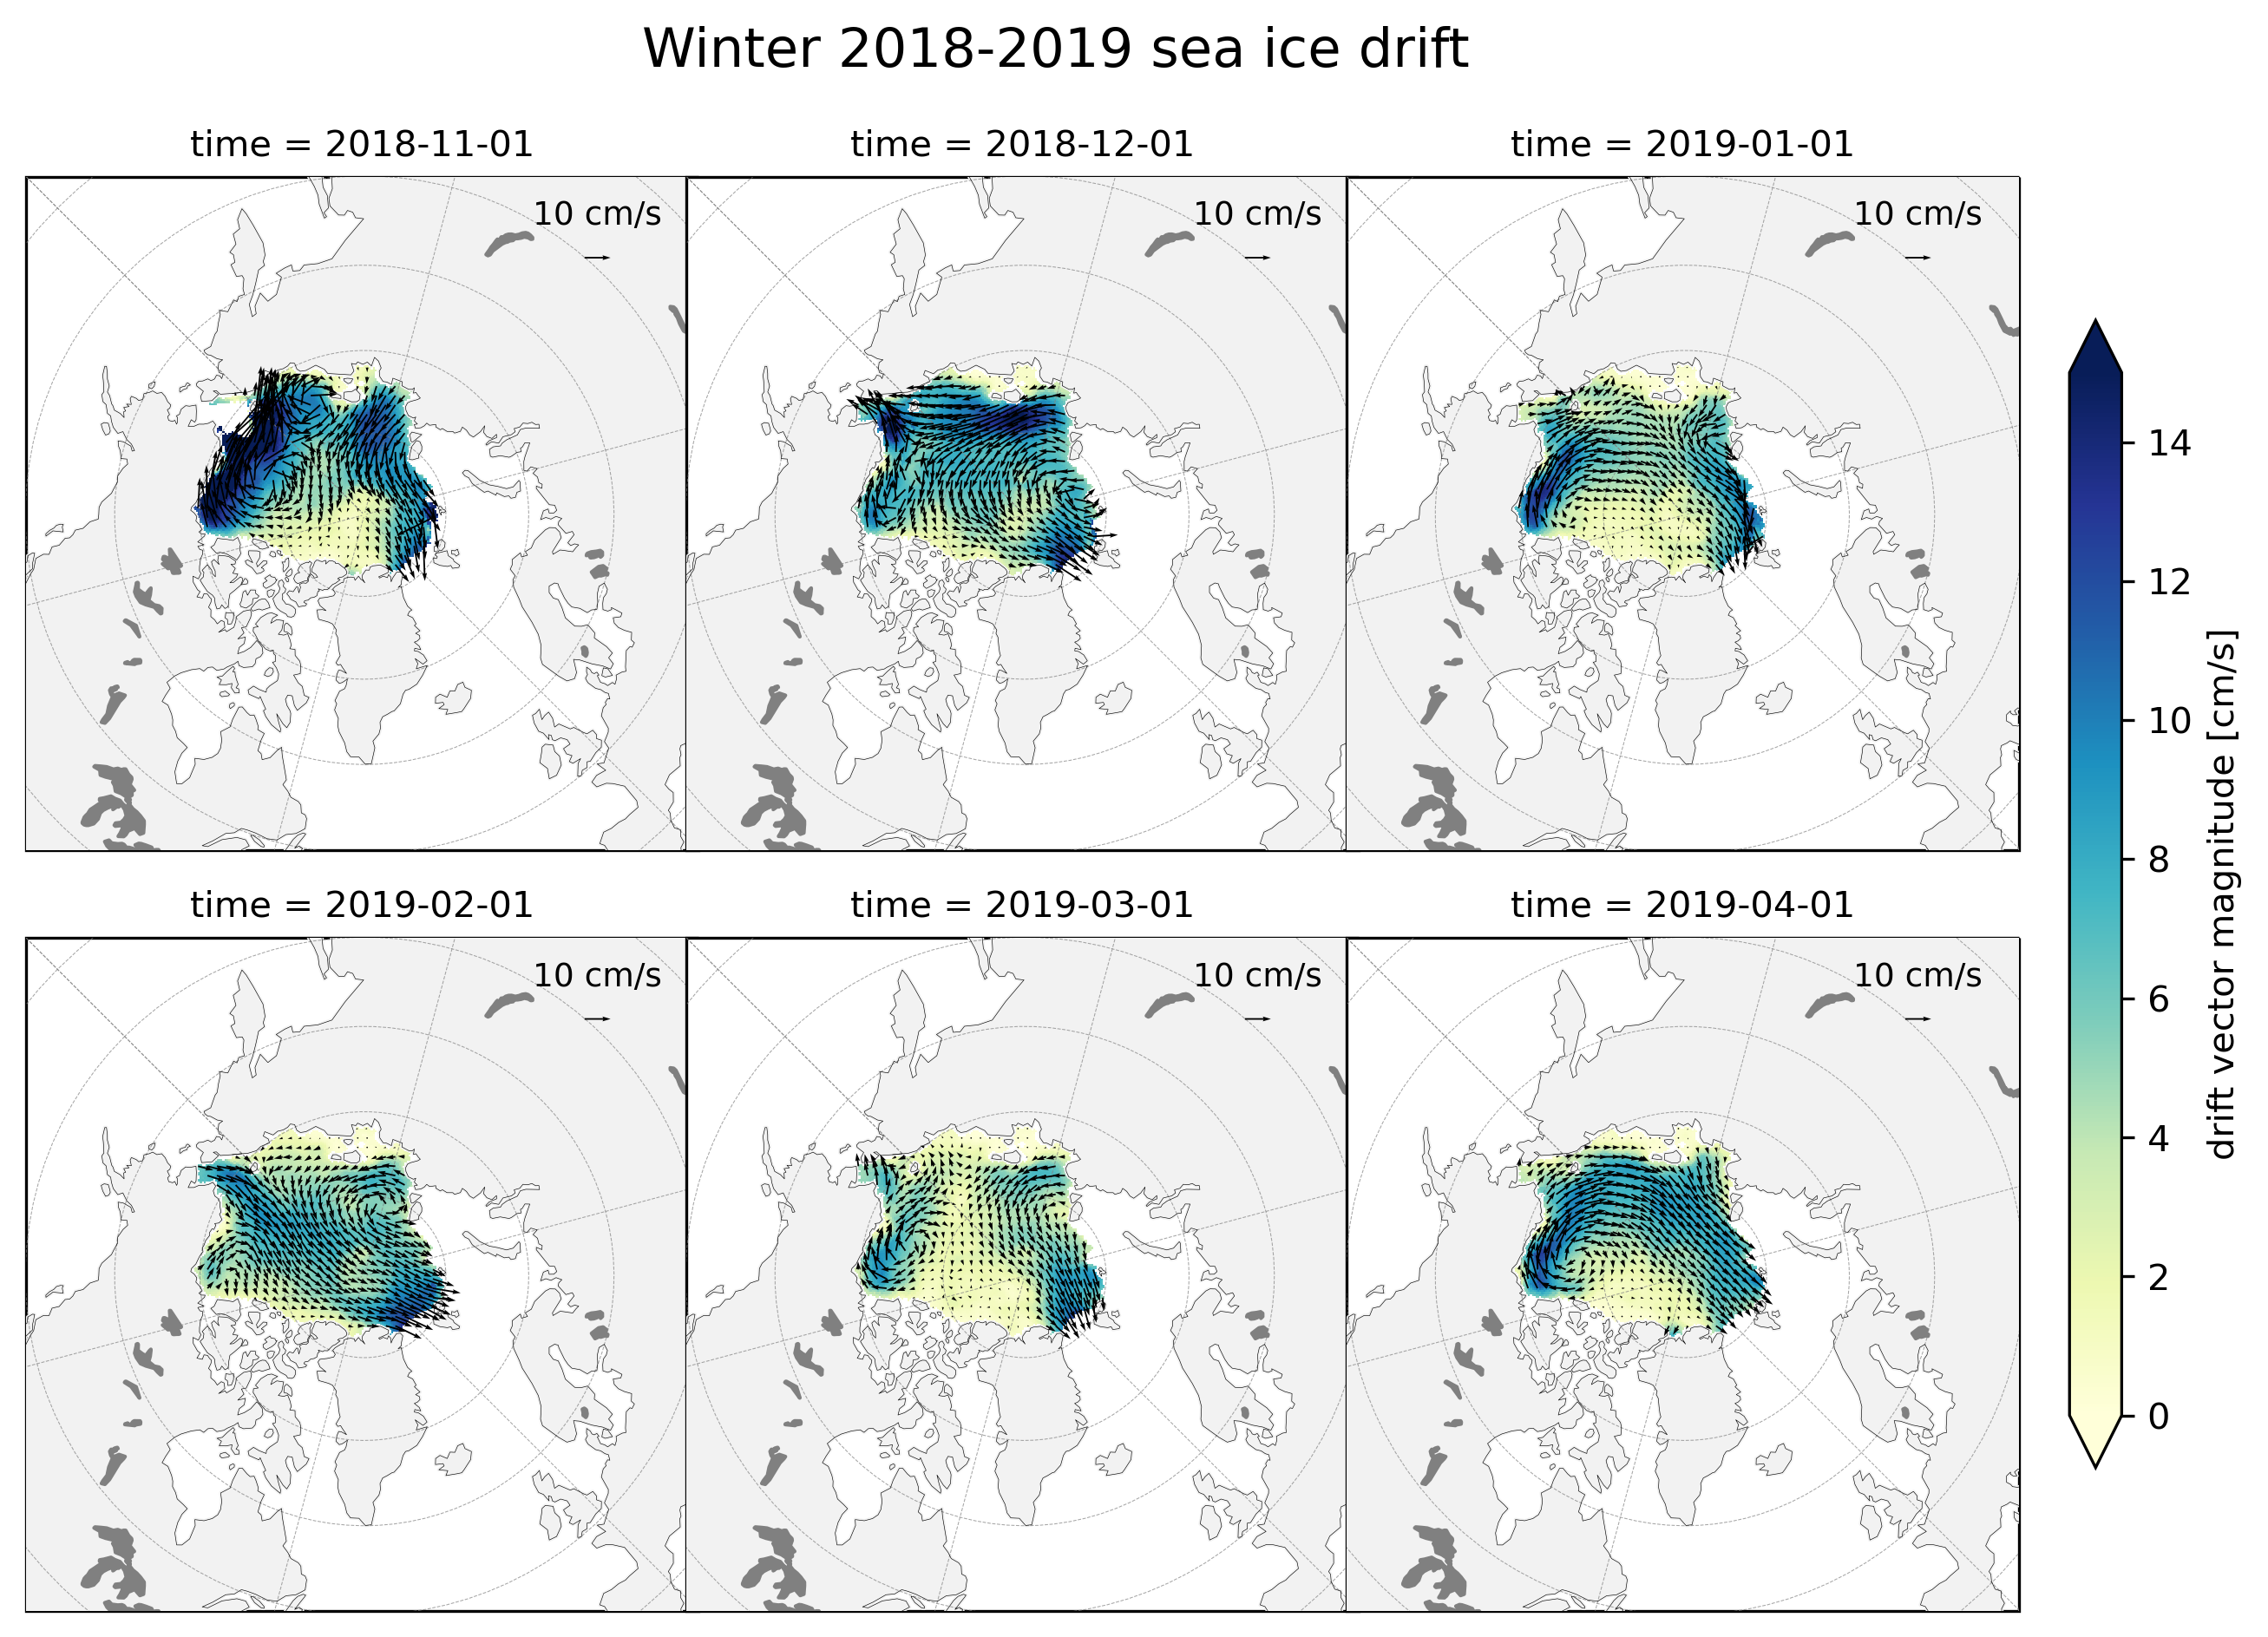 Winter 2018-2019 sea ice drift
time = 2018-11-01
time = 2018-12-01
time = 2019-01-01
10 cm/s
10 cm/s
10 cm/s
time = 2019-02-01
time = 2019-03-01
time = 2019-04-01
10 cm/s
10 cm/s
10 cm/s
14
12
10
8
6
4
2
0
drift vector magnitude [cm/s]